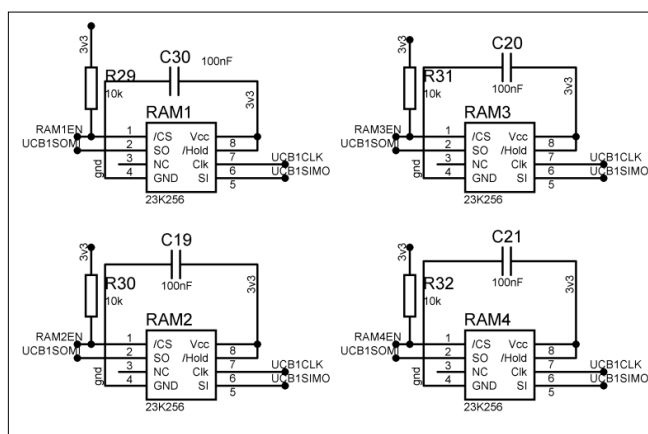 3v3
C30
100nF
R29
10k
3v3
RAM1
RAM1EN
UCB1SOMI
gnd
1
2
3
4
/CS
SO
NC
GND
Vcc
/Hold
Clk
SI
8
7
6
5
UCB1CLK
UCB1SIMO
23K256
3v3
C20
100nF
R31
10k
3v3
RAM3
RAM3EN
UCB1SOMI
gnd
1
2
3
4
/CS
SO
NC
GND
Vcc
/Hold
Clk
SI
8
7
6
5
UCB1CLK
UCB1SIMO
23K256
3v3
C19
100nF
R30
10k
3v3
RAM2
RAM2EN
UCB1SOMI
gnd
1
2
3
4
/CS
SO
NC
GND
Vcc
/Hold
Clk
SI
8
7
6
5
UCB1CLK
UCB1SIMO
23K256
3v3
C21
100nF
R32
10k
3v3
RAM4
RAM4EN
UCB1SOMI
gnd
1
2
3
4
/CS
SO
NC
GND
Vcc
/Hold
Clk
SI
8
7
6
5
UCB1CLK
UCB1SIMO
23K256